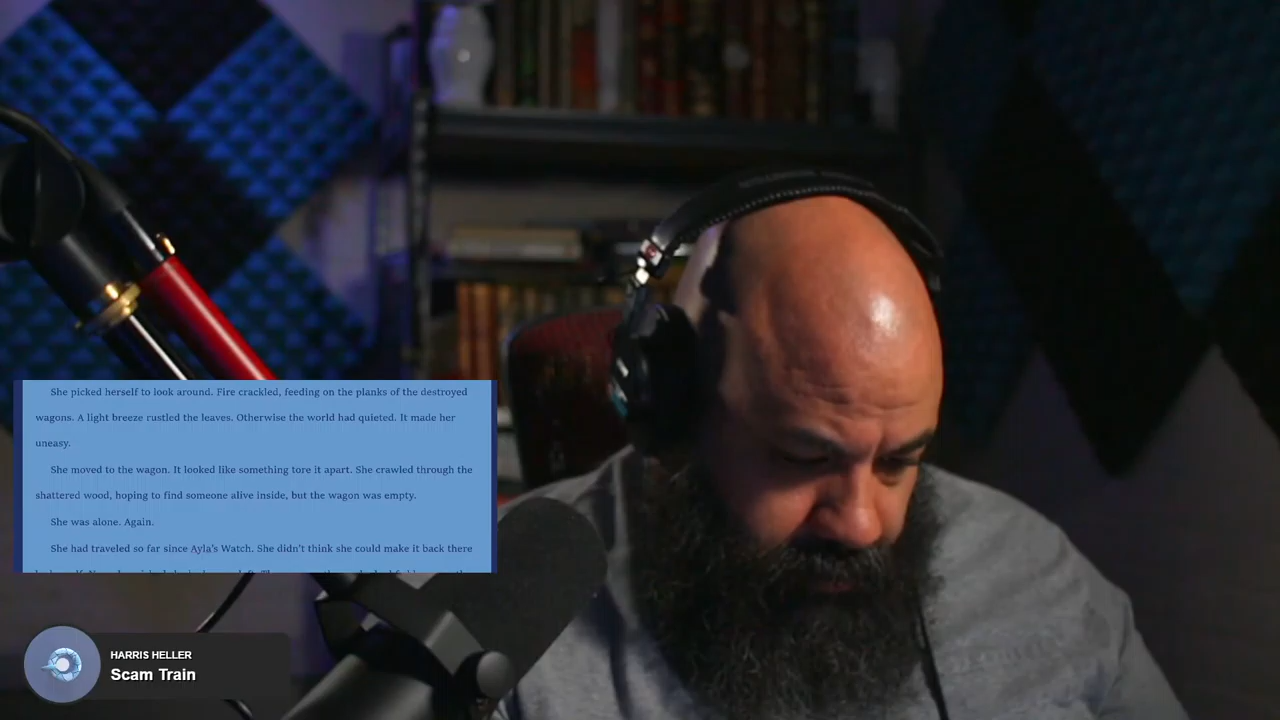 She picked herself to look around. Fire crackled, feeding on the planks of the destroyed
wagons. A light breeze rustled the leaves. Otherwise the world had quieted. It made her
uneasy.
She moved to the wagon. It looked like something tore it apart. She crawled through the
shattered wood, hoping to find someone alive inside, but the wagon was empty.
She was alone. Again.
She had traveled so far since Ayla's Watch. She didn't think she could make it back there
HARRIS HELLER
Scam Train